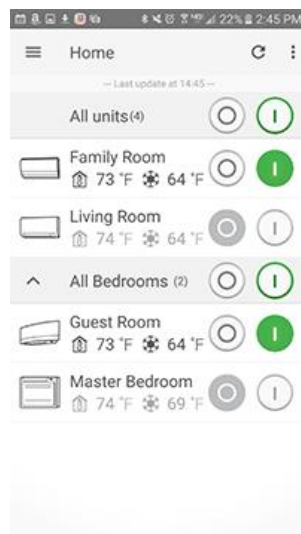 22% 2:45 PM
Home
-- Last update at 14:45 --
All units(4)
Family Room
73 °F 64 °F
Living Room
74 °F 64 °F
All Bedrooms (2)
Guest Room
73 °F 64 °F
Master Bedroom
74 °F 69 °F